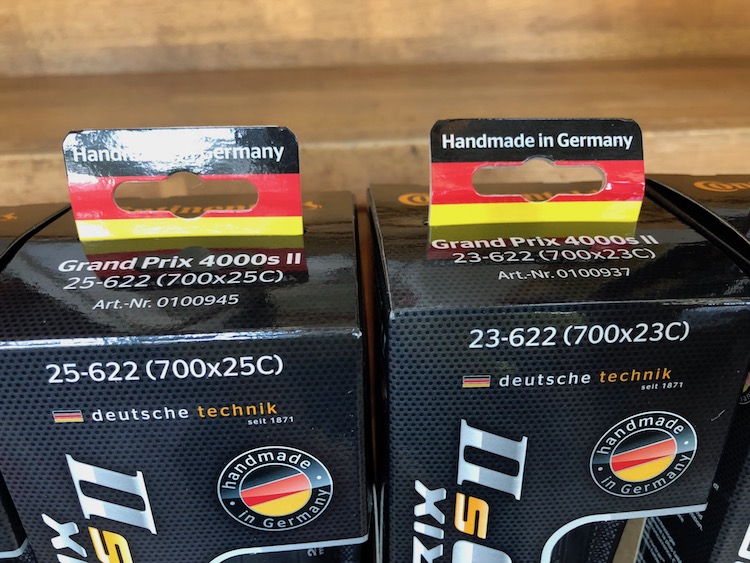 Handmade in Germany
Grand Prix 4000s II
25-622 (700x25C)
Art.-Nr. 0100945
25-622 (700x25C)
deutsche technik
seit 1871
handmade
in Germany
II
s
Handmade in Germany
Grand Prix 4000s II
23-622 (700x23C)
Art.-Nr. 0100937
23-622 (700x23C)
deutsche technik
seit 1871
handmade
in Germany
II
s